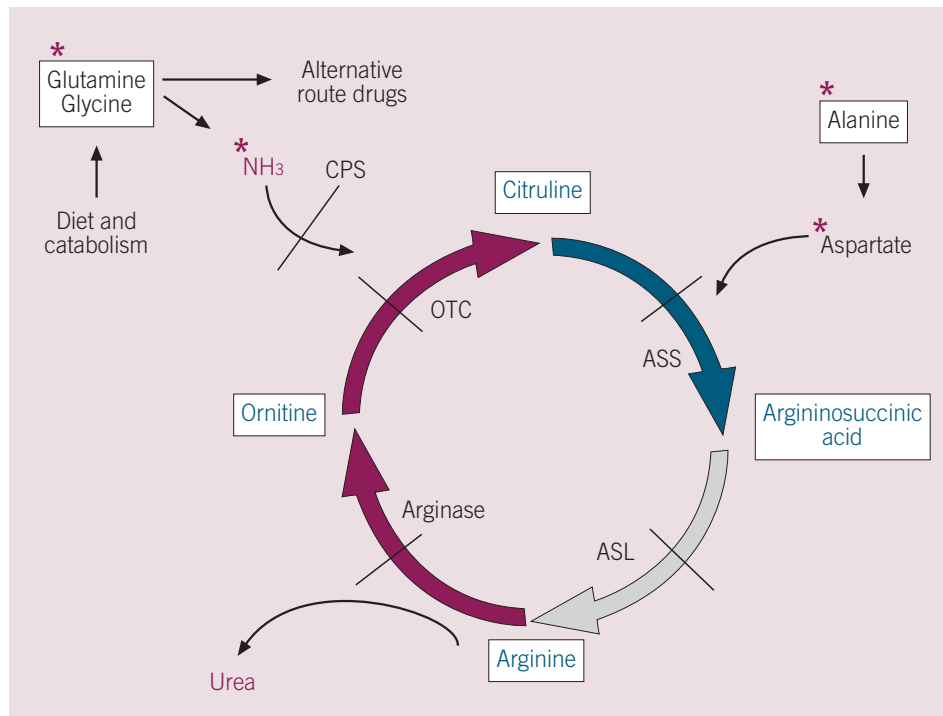 *
Glutamine
Glycine
Alternative
route drugs
*
Alanine
*
NH3
CPS
Citruline
Diet and
catabolism
*
Aspartate
OTC
ASS
Ornitine
Argininosuccinic
acid
Arginase
ASL
Arginine
Urea